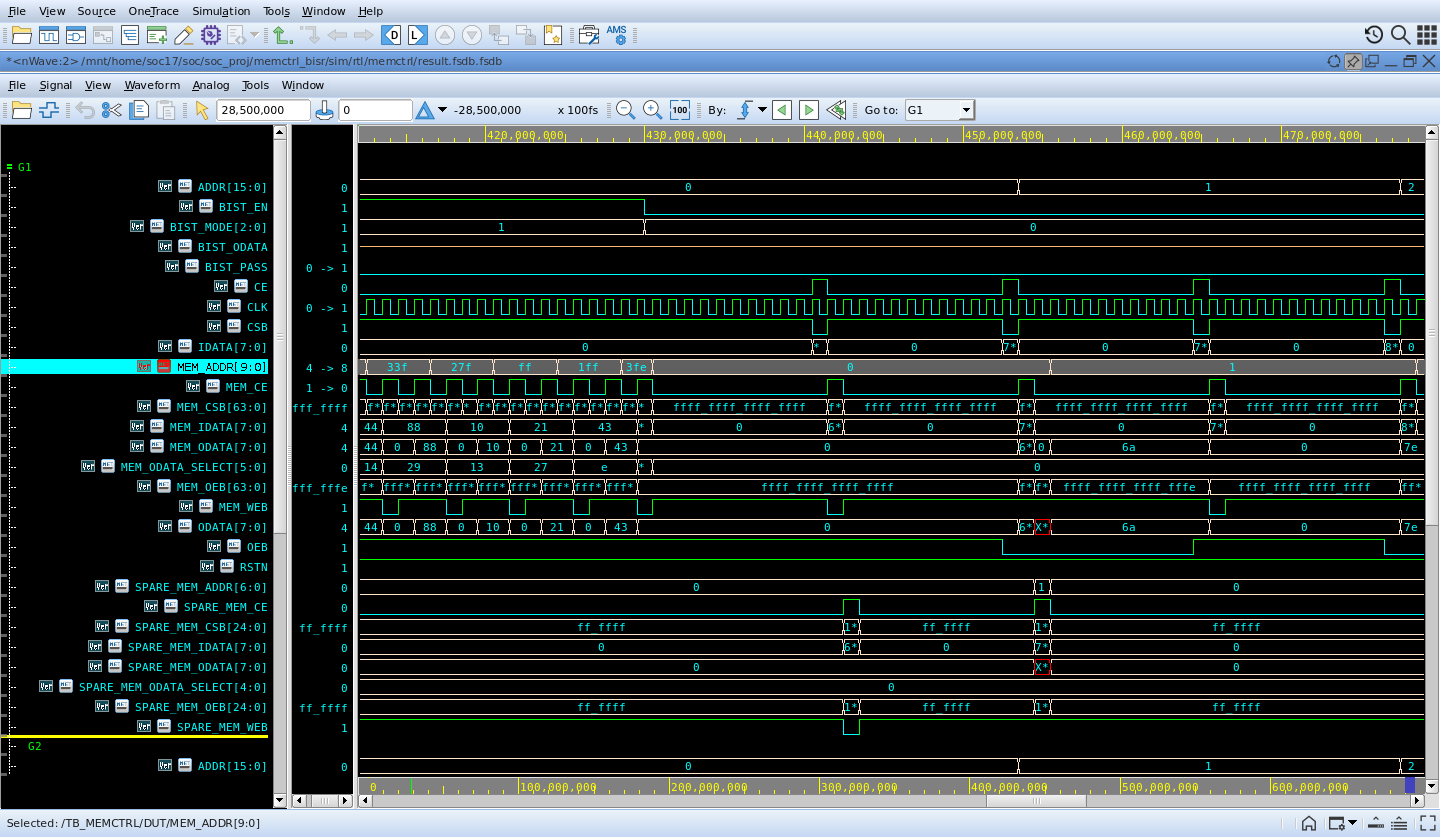 File View Source OneTrace Simulation Tools Window Help
D L AMS
*<nWave:2> /mnt/home/soc17/soc/soc_proj/memctrl_bisr/sim/rtl/memctrl/result.fsdb.fsdb
File Signal View Waveform Analog Tools Window
28,500,000 0 -28,500,000 x 100fs 100 By: Go to: G1
420,000,000 430,000,000 440,000,000 450,000,000 460,000,000 470,000,000
G1
ADDR[15:0] 0 0 1 2
BIST_EN 1
BIST_MODE[2:0] 1 1 0
BIST_ODATA 1
BIST_PASS 0 -> 1
CE 0
CLK 0 -> 1
CSB 1
IDATA[7:0] 0 0 * 0 7* 0 7* 0 8* 0
MEM_ADDR[9:0] 4 -> 8 33f 27f ff 1ff 3fe 0 1
MEM_CE 1 -> 0
MEM_CSB[63:0] fff_ffff f* f* f* f* f* f* * f* f* f* f* f* f* f* f* f* f* * ffff_ffff_ffff_ffff f* ffff_ffff_ffff_ffff f* ffff_ffff_ffff_ffff f* ffff_ffff_ffff_ffff f*
MEM_IDATA[7:0] 4 44 88 10 21 43 * 0 6* 0 7* 0 7* 0 8*
MEM_ODATA[7:0] 4 44 0 88 0 10 0 21 0 43 0 6* 0 6a 0 7e
MEM_ODATA_SELECT[5:0] 0 14 29 13 27 e * 0
MEM_OEB[63:0] fff_fffe f* fff* fff* fff* fff* fff* fff* fff* fff* ffff_ffff_ffff_ffff f* f* ffff_ffff_ffff_fffe ffff_ffff_ffff_ffff ff*
MEM_WEB 1
ODATA[7:0] 4 44 0 88 0 10 0 21 0 43 0 6* X* 6a 0 7e
OEB 1
RSTN 1
SPARE_MEM_ADDR[6:0] 0 0 1 0
SPARE_MEM_CE 0
SPARE_MEM_CSB[24:0] ff_ffff ff_ffff 1* ff_ffff 1* ff_ffff
SPARE_MEM_IDATA[7:0] 0 0 6* 0 7* 0
SPARE_MEM_ODATA[7:0] 0 0 X* 0
SPARE_MEM_ODATA_SELECT[4:0] 0 0
SPARE_MEM_OEB[24:0] ff_ffff ff_ffff 1* ff_ffff 1* ff_ffff
SPARE_MEM_WEB 1
G2
ADDR[15:0] 0 0 1 2
0 100,000,000 200,000,000 300,000,000 400,000,000 500,000,000 600,000,000
Selected: /TB_MEMCTRL/DUT/MEM_ADDR[9:0]